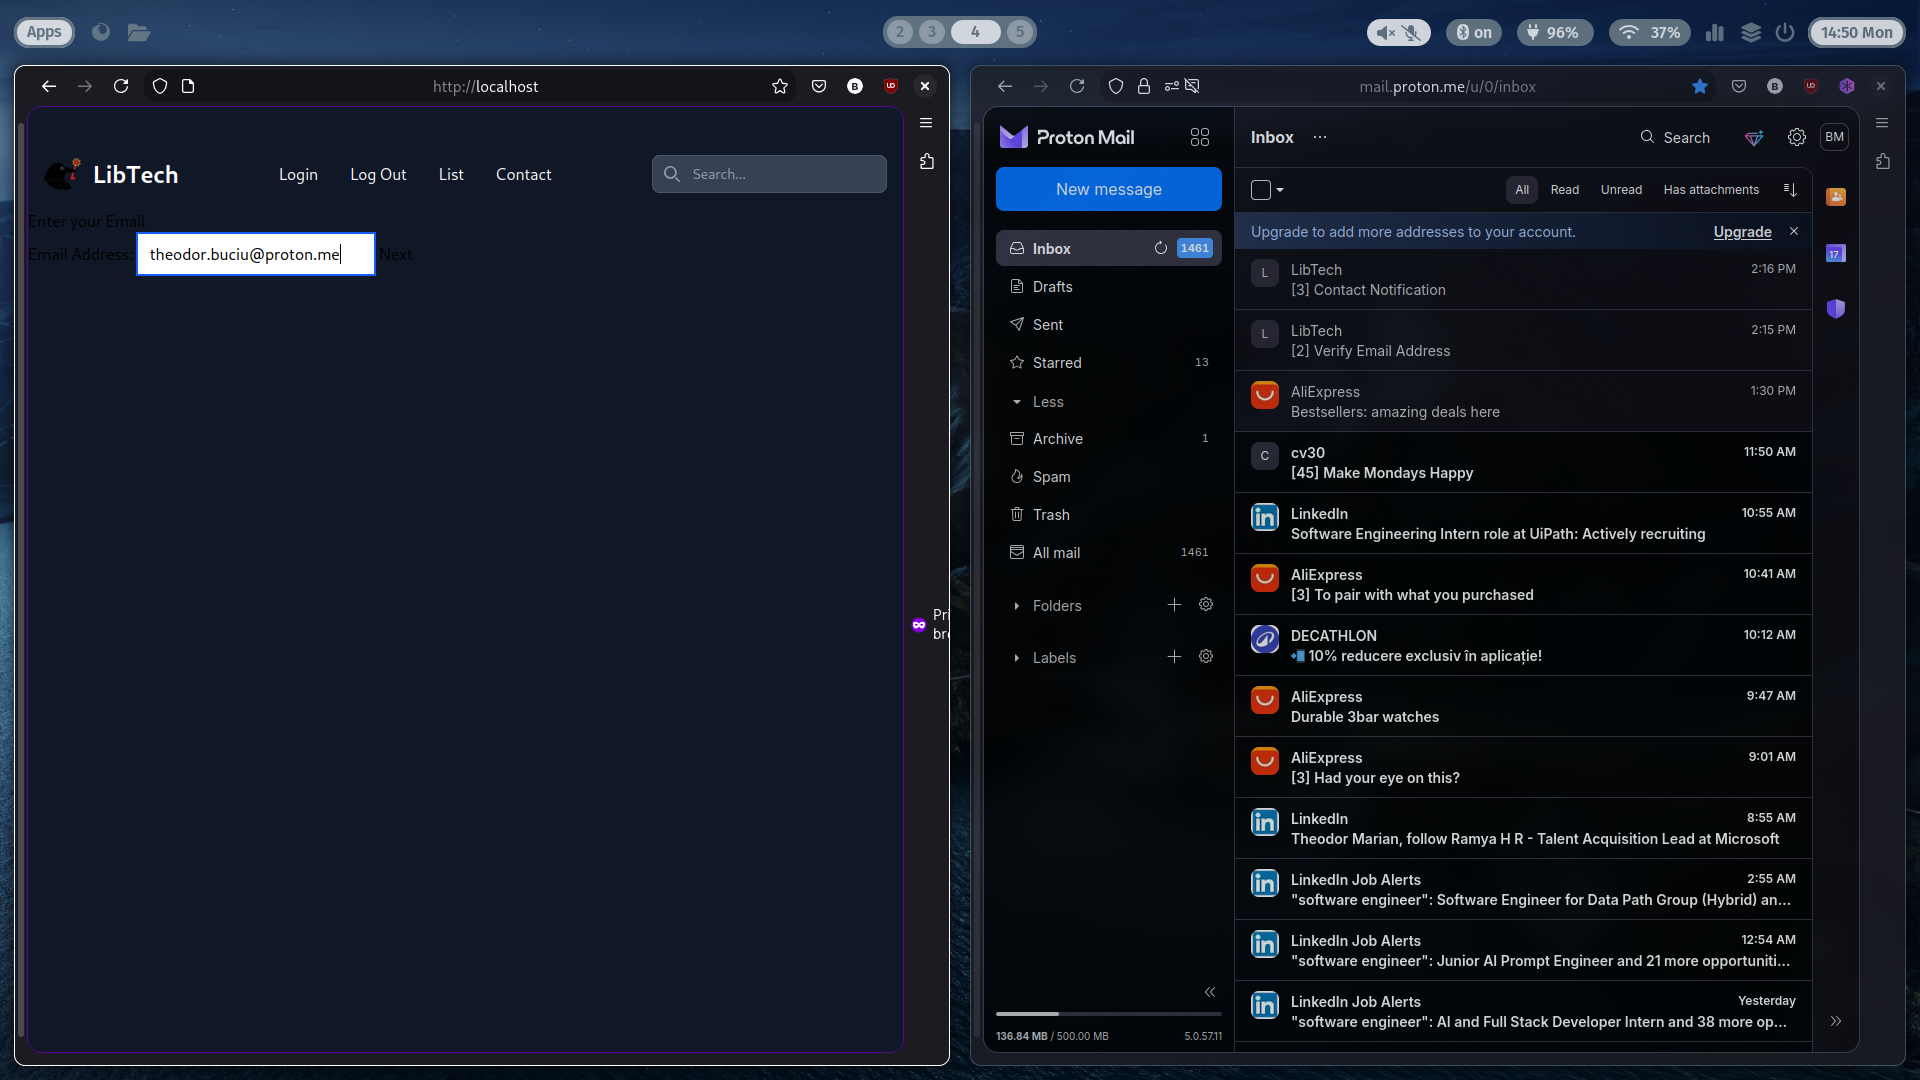 Apps
2 3 4 5
on
96%
37%
14:50 Mon
http://localhost
LibTech
Login
Log Out
List
Contact
Search...
Enter your Email
Email Address: theodor.buciu@proton.me Next
Pri
bro
mail.proton.me/u/0/inbox
Proton Mail
New message
Inbox 1461
Drafts
Sent
Starred 13
Less
Archive 1
Spam
Trash
All mail 1461
Folders
Labels
136.84 MB / 500.00 MB 5.0.57.11
Inbox ...
Search
BM
All Read Unread Has attachments
Upgrade to add more addresses to your account. Upgrade
L LibTech 2:16 PM
[3] Contact Notification
L LibTech 2:15 PM
[2] Verify Email Address
AliExpress 1:30 PM
Bestsellers: amazing deals here
C cv30 11:50 AM
[45] Make Mondays Happy
LinkedIn 10:55 AM
Software Engineering Intern role at UiPath: Actively recruiting
AliExpress 10:41 AM
[3] To pair with what you purchased
DECATHLON 10:12 AM
📲 10% reducere exclusiv în aplicație!
AliExpress 9:47 AM
Durable 3bar watches
AliExpress 9:01 AM
[3] Had your eye on this?
LinkedIn 8:55 AM
Theodor Marian, follow Ramya H R - Talent Acquisition Lead at Microsoft
LinkedIn Job Alerts 2:55 AM
"software engineer": Software Engineer for Data Path Group (Hybrid) an...
LinkedIn Job Alerts 12:54 AM
"software engineer": Junior AI Prompt Engineer and 21 more opportuniti...
LinkedIn Job Alerts Yesterday
"software engineer": AI and Full Stack Developer Intern and 38 more op...
17